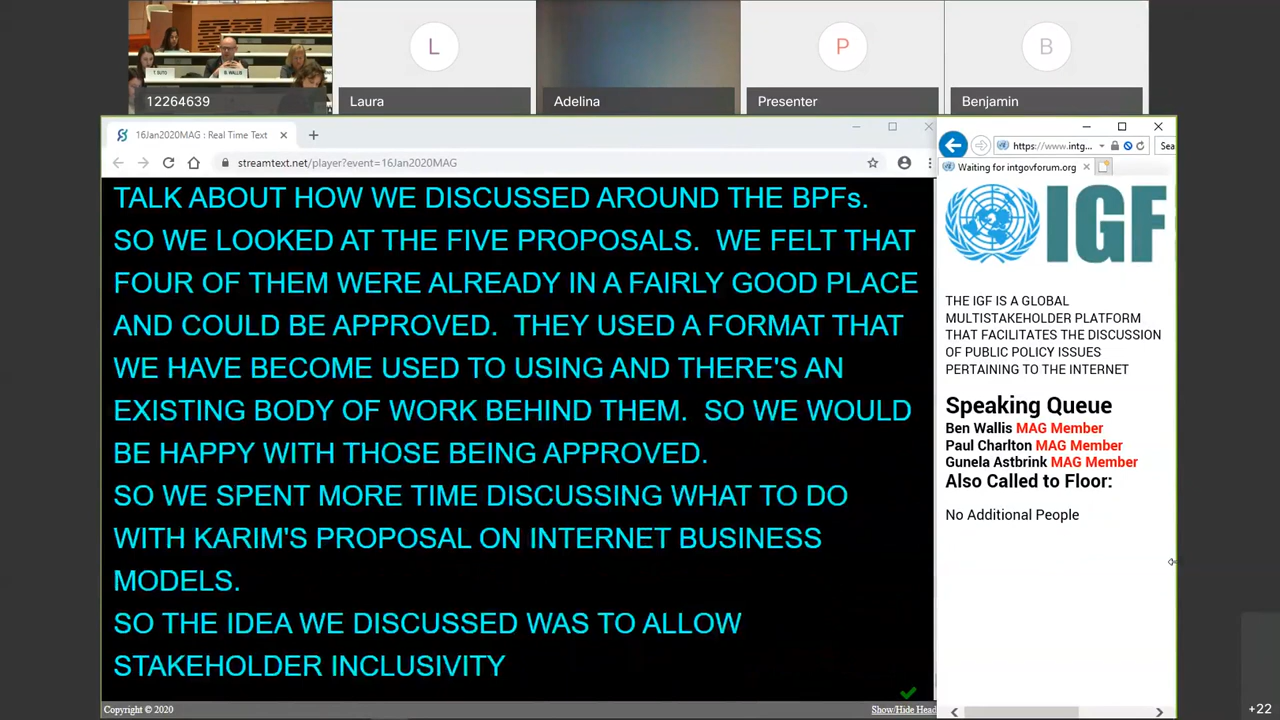 T. SUTO
B. WALLIS
12264639
L
Laura
Adelina
P
Presenter
B
Benjamin
16Jan2020MAG : Real Time Text
streamtext.net/player?event=16Jan2020MAG
TALK ABOUT HOW WE DISCUSSED AROUND THE BPFs.
SO WE LOOKED AT THE FIVE PROPOSALS.  WE FELT THAT
FOUR OF THEM WERE ALREADY IN A FAIRLY GOOD PLACE
AND COULD BE APPROVED.  THEY USED A FORMAT THAT
WE HAVE BECOME USED TO USING AND THERE'S AN
EXISTING BODY OF WORK BEHIND THEM.  SO WE WOULD
BE HAPPY WITH THOSE BEING APPROVED.
SO WE SPENT MORE TIME DISCUSSING WHAT TO DO
WITH KARIM'S PROPOSAL ON INTERNET BUSINESS
MODELS.
SO THE IDEA WE DISCUSSED WAS TO ALLOW
STAKEHOLDER INCLUSIVITY
Copyright © 2020
Show/Hide Head
https://www.intg...
Sea
Waiting for intgovforum.org
IGF
THE IGF IS A GLOBAL
MULTISTAKEHOLDER PLATFORM
THAT FACILITATES THE DISCUSSION
OF PUBLIC POLICY ISSUES
PERTAINING TO THE INTERNET
Speaking Queue
Ben Wallis MAG Member
Paul Charlton MAG Member
Gunela Astbrink MAG Member
Also Called to Floor:
No Additional People
+22